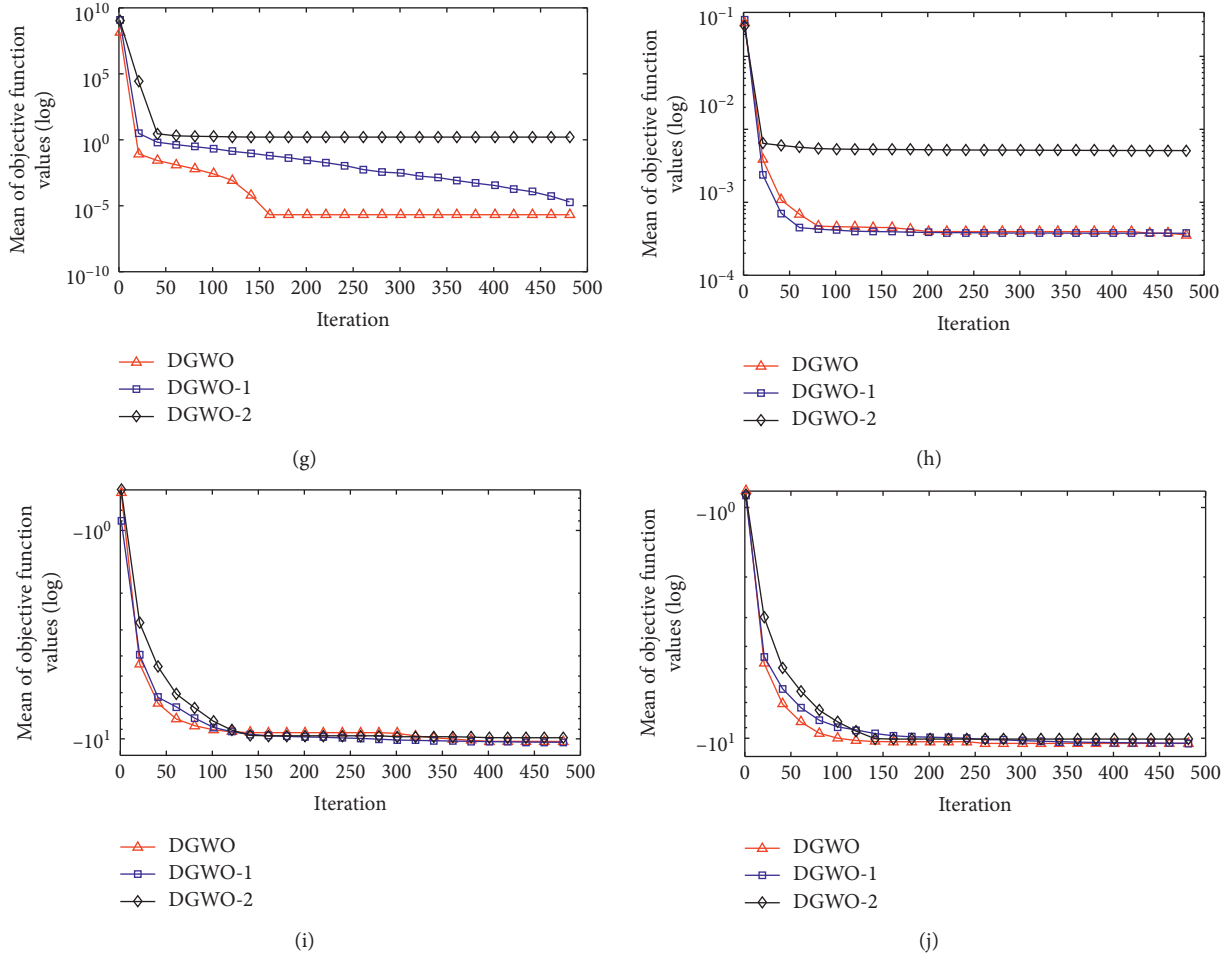 Mean of objective function
values (log)
10^10
10^5
10^0
10^-5
10^-10
0 50 100 150 200 250 300 350 400 450 500
Iteration
DGWO
DGWO-1
DGWO-2
(g)
Mean of objective function
values (log)
10^-1
10^-2
10^-3
10^-4
0 50 100 150 200 250 300 350 400 450 500
Iteration
DGWO
DGWO-1
DGWO-2
(h)
Mean of objective function
values (log)
-10^0
-10^1
0 50 100 150 200 250 300 350 400 450 500
Iteration
DGWO
DGWO-1
DGWO-2
(i)
Mean of objective function
values (log)
-10^0
-10^1
0 50 100 150 200 250 300 350 400 450 500
Iteration
DGWO
DGWO-1
DGWO-2
(j)